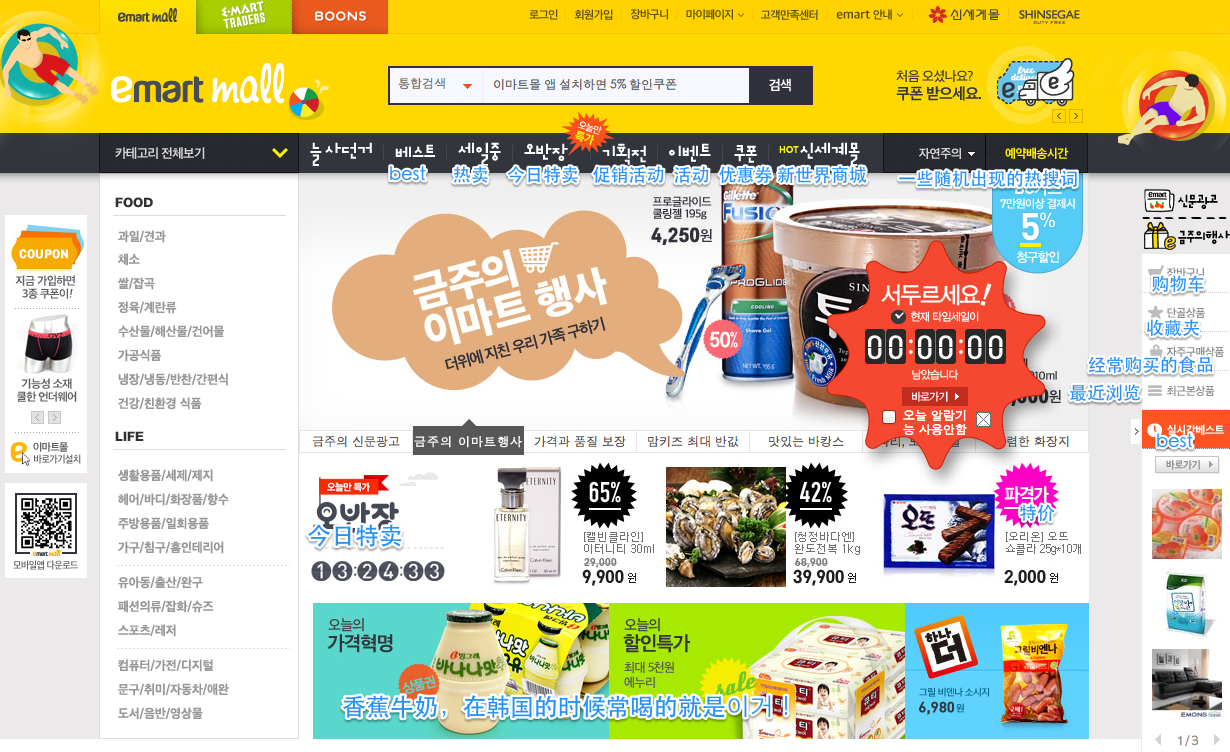 emart mall
E·MART TRADERS
BOONS
로그인
회원가입
장바구니
마이페이지
고객만족센터
emart 안내
신세계몰
SHINSEGAE
DUTY FREE
emart mall
통합검색
이마트몰 앱 설치하면 5% 할인쿠폰
검색
처음 오셨나요?
쿠폰 받으세요.
free
e
카테고리 전체보기
늘 사던거
베스트
세일중
오늘만
특가
오반장
기획전
이벤트
쿠폰
HOT 신세계몰
자연주의
예약배송시간
best
热卖
今日特卖
促销活动
活动
优惠券
新世界商城
一些随机出现的热搜词
FOOD
과일/견과
채소
쌀/잡곡
정육/계란류
수산물/해산물/건어물
가공식품
냉장/냉동/반찬/간편식
건강/친환경 식품
LIFE
생활용품/세제/제지
헤어/바디/화장품/향수
주방용품/일회용품
가구/침구/홈인테리어
유아동/출산/완구
패션의류/잡화/슈즈
스포츠/레저
컴퓨터/가전/디지털
문구/취미/자동차/애완
도서/음반/영상물
COUPON
지금 가입하면
3종 쿠폰이!
기능성 소재
쿨한 언더웨어
이마트몰
바로가기설치
emart mall
모바일앱 다운로드
금주의
이마트 행사
더위에 지친 우리 가족 구하기
프로글라이드
쿨링젤 195g
4,250원
Gillette
Fusion
PROGLIDE
COOLING
Shave Gel
NET WT. 195 g
50%
7만원이상 결제시
5%
청구할인
서두르세요!
현재 타임세일이
00:00:00
남았습니다
바로가기
오늘 알람기
능 사용안함
금주의 신문광고
금주의 이마트행사
가격과 품질 보장
맘키즈 최대 반값
맛있는 바캉스
오늘만 특가
오반장
今日特卖
13:24:33
ETERNITY
Calvin Klein
65%
[캘빈클라인]
이터니티 30ml
29,000
9,900 원
42%
[청정바다엔]
완도전복 1kg
68,900
39,900 원
오뜨
파격가
特价
[오리온] 오뜨
쇼콜라 25g*10개
2,000 원
오늘의
가격혁명
상품권
빙그레
바나나맛
오늘의
할인특가
최대 5천원
에누리
sale
香蕉牛奶，在韩国的时候常喝的就是이거！
하나
더
그릴 비엔나 소시지
6,980원
그릴비엔나
emart
신문광고
금주의행사
장바구니
购物车
단골상품
收藏夹
자주구매상품
经常购买的食品
최근본상품
最近浏览
실시간베스트
best
바로가기
EMONS
1/3